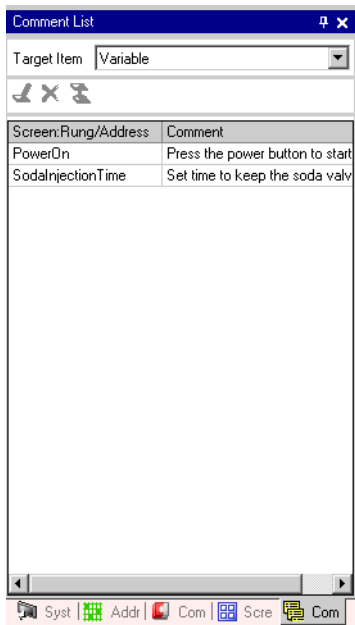 Comment List
Target Item Variable
Screen:Rung/Address Comment
PowerOn Press the power button to start
SodaInjectionTime Set time to keep the soda valv
Syst Addr Com Scre Com